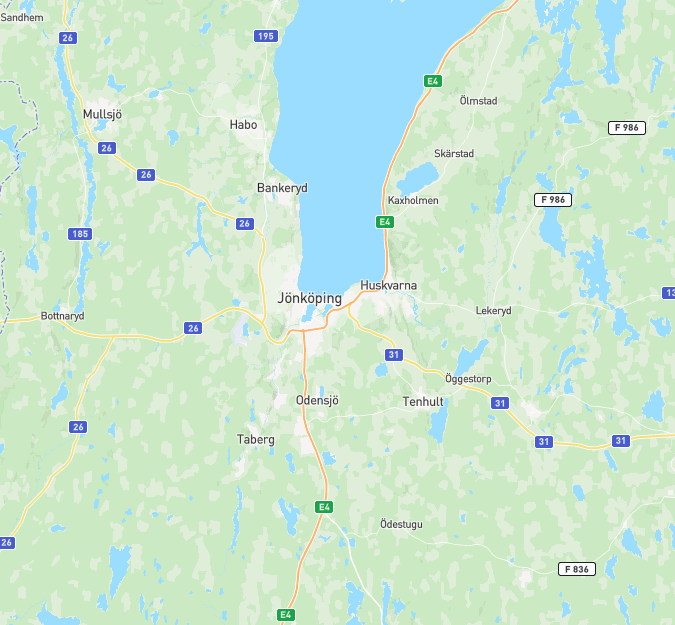 Sandhem
26
195
E4
Mullsjö
Ölmstad
Habo
F 986
26
Skärstad
26
Bankeryd
Kaxholmen
F 986
E4
26
185
Huskvarna
13
Jönköping
Lekeryd
Bottnaryd
26
31
Öggestorp
Odensjö
Tenhult
31
26
Taberg
31
31
E4
Ödestugu
26
F 836
E4